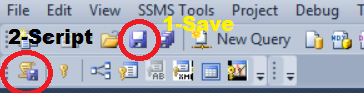 File Edit View SSMS Tools Project Debug
1-Save
2-Script
New Query